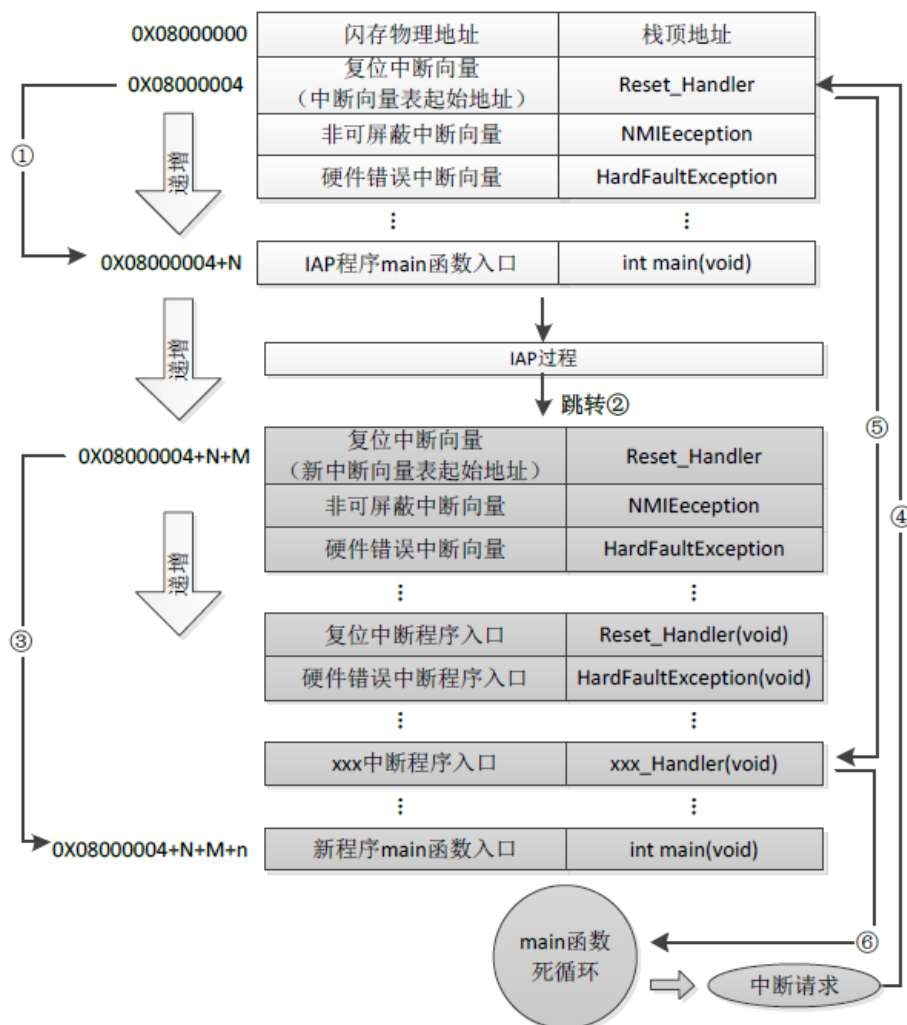 0X08000000
闪存物理地址
栈顶地址
0X08000004
复位中断向量
（中断向量表起始地址）
Reset_Handler
非可屏蔽中断向量
NMIEeception
①
递增
硬件错误中断向量
HardFaultException
0X08000004+N
IAP程序main函数入口
int main(void)
递增
IAP过程
跳转②
⑤
0X08000004+N+M
复位中断向量
（新中断向量表起始地址）
Reset_Handler
非可屏蔽中断向量
NMIEeception
④
硬件错误中断向量
HardFaultException
递增
③
复位中断程序入口
Reset_Handler(void)
硬件错误中断程序入口
HardFaultException(void)
xxx中断程序入口
xxx_Handler(void)
0X08000004+N+M+n
新程序main函数入口
int main(void)
⑥
main函数
死循环
中断请求